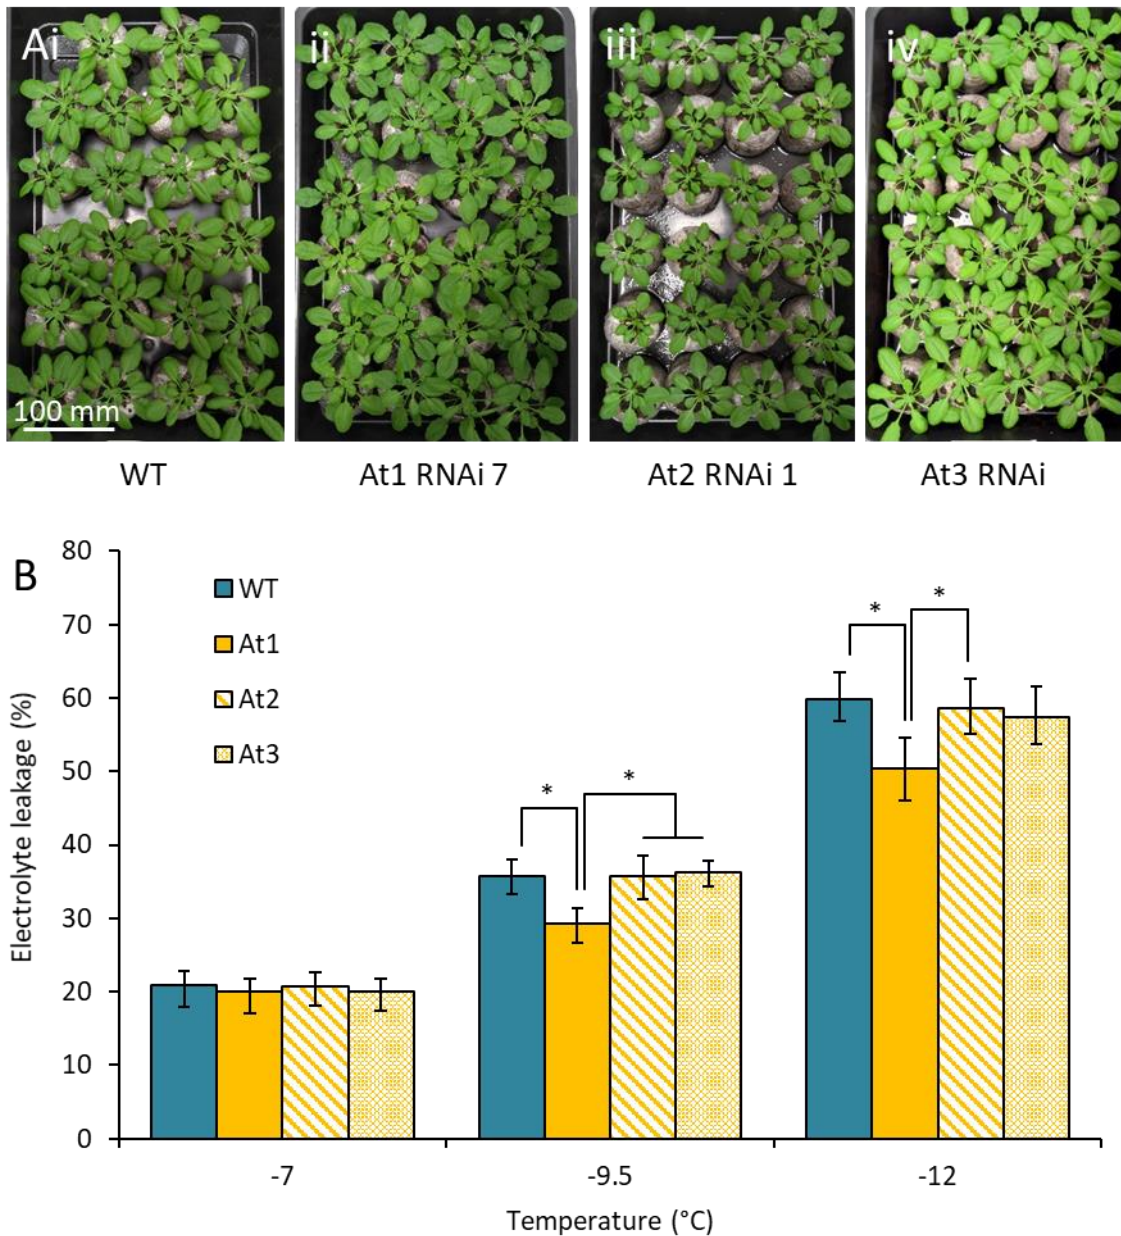 Ai
ii
iii
iv
100 mm
WT
At1 RNAi 7
At2 RNAi 1
At3 RNAi
B
80
70
60
50
40
30
20
10
0
Electrolyte leakage (%)
WT
At1
At2
At3
*
*
*
*
-7
-9.5
-12
Temperature (°C)